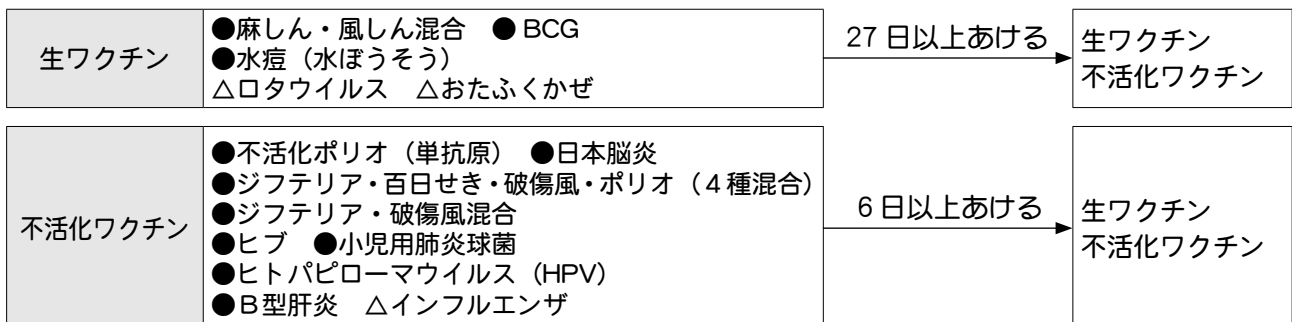 生ワクチン
●麻しん・風しん混合　●BCG
●水痘（水ぼうそう）
△ロタウイルス　△おたふくかぜ
27日以上あける
生ワクチン
不活化ワクチン
不活化ワクチン
●不活化ポリオ（単抗原）　●日本脳炎
●ジフテリア・百日せき・破傷風・ポリオ（４種混合）
●ジフテリア・破傷風混合
●ヒブ　●小児用肺炎球菌
●ヒトパピローマウイルス（HPV）
●Ｂ型肝炎　△インフルエンザ
6日以上あける
生ワクチン
不活化ワクチン